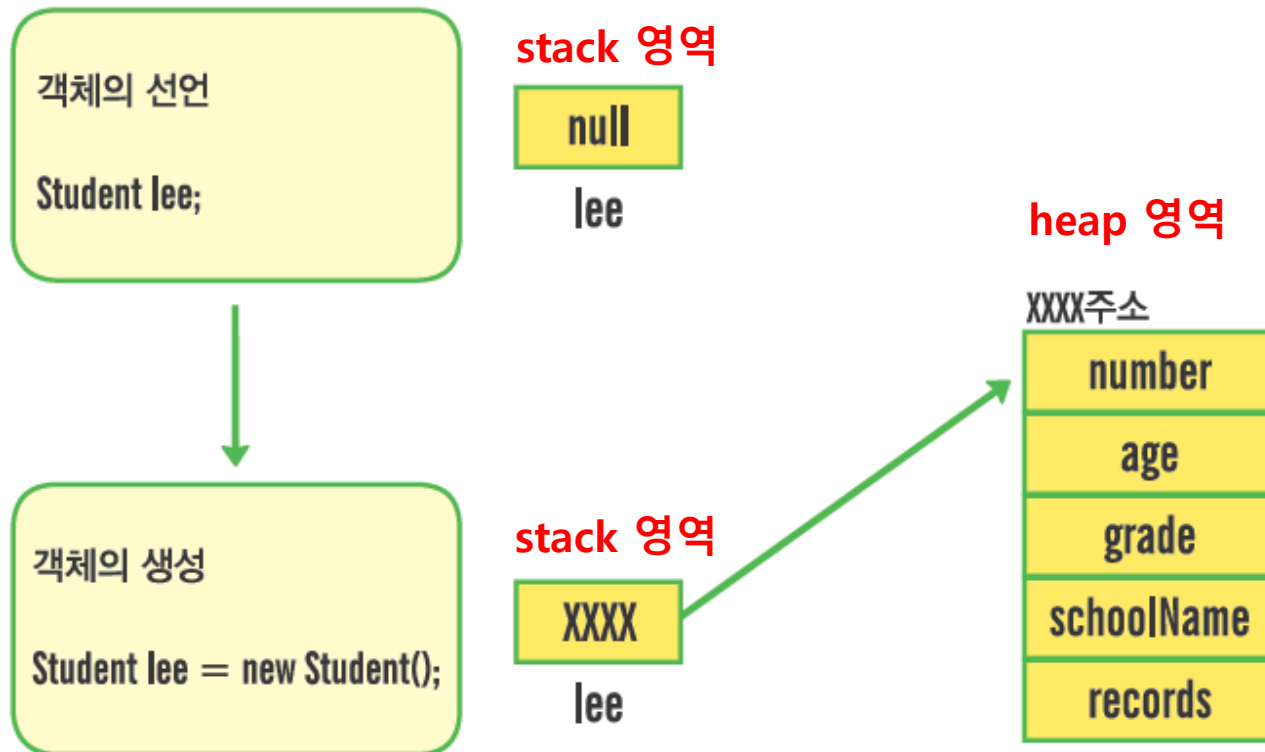 객체의 선언
Student lee;
stack 영역
null
lee
객체의 생성
Student lee = new Student();
stack 영역
XXXX
lee
heap 영역
XXXX주소
number
age
grade
schoolName
records